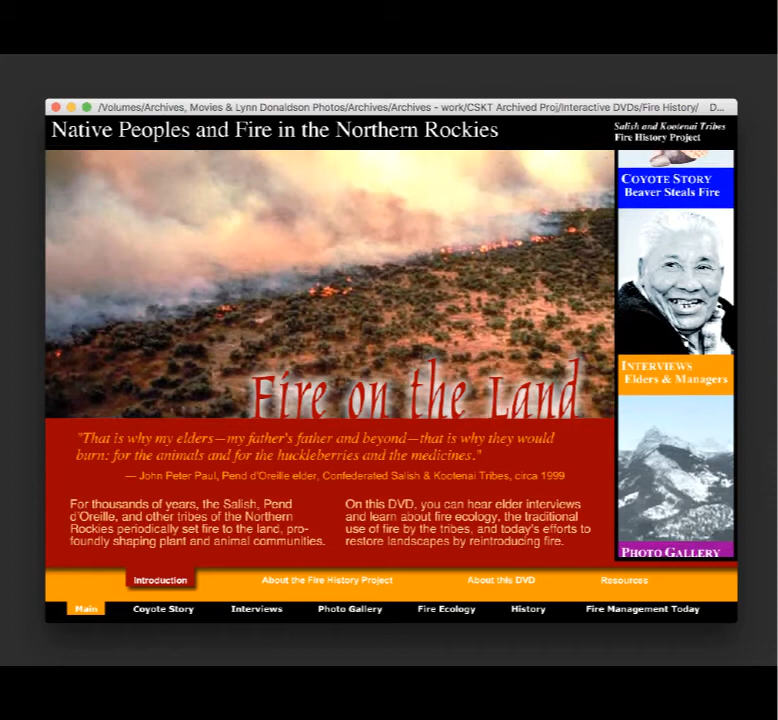 /Volumes/Archives, Movies & Lynn Donaldson Photos/Archives/Archives - work/CSKT Archived Proj/Interactive DVDs/Fire History/ D...
Native Peoples and Fire in the Northern Rockies
Salish and Kootenai Tribes
Fire History Project
COYOTE STORY
Beaver Steals Fire
INTERVIEWS
Elders & Managers
PHOTO GALLERY
Fire on the Land
"That is why my elders—my father's father and beyond—that is why they would
burn: for the animals and for the huckleberries and the medicines."
— John Peter Paul, Pend d'Oreille elder, Confederated Salish & Kootenai Tribes, circa 1999
For thousands of years, the Salish, Pend
d'Oreille, and other tribes of the Northern
Rockies periodically set fire to the land, pro-
foundly shaping plant and animal communities.
On this DVD, you can hear elder interviews
and learn about fire ecology, the traditional
use of fire by the tribes, and today's efforts to
restore landscapes by reintroducing fire.
Introduction About the Fire History Project About this DVD Resources
Main Coyote Story Interviews Photo Gallery Fire Ecology History Fire Management Today